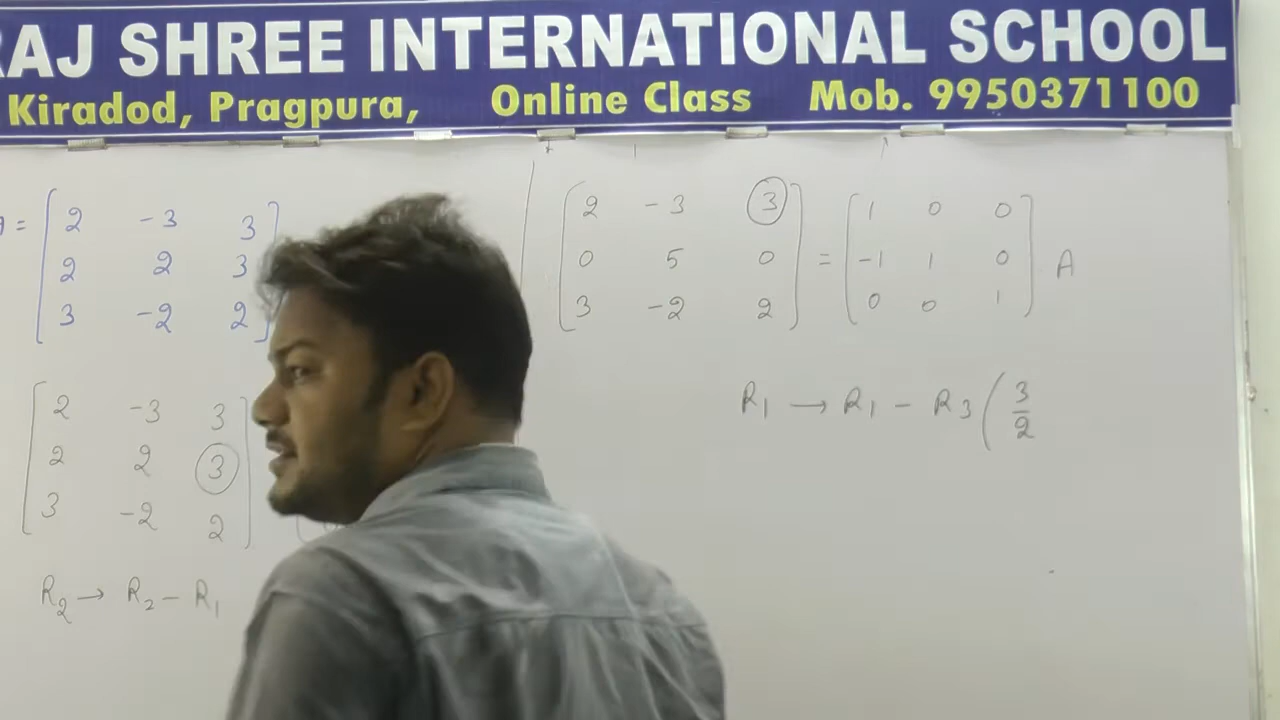 RAJ SHREE INTERNATIONAL SCHOOL
Kiradod, Pragpura, Online Class Mob. 9950371100
= [ 2 -3 3 ]
2 2 3
3 -2 2
[ 2 -3 3 ]
2 2 3
3 -2 2
R₂ → R₂ - R₁
[ 2 -3 3 ] = [ 1 0 0 ] A
0 5 0 -1 1 0
3 -2 2 0 0 1
R₁ → R₁ - R₃ ( 3/2